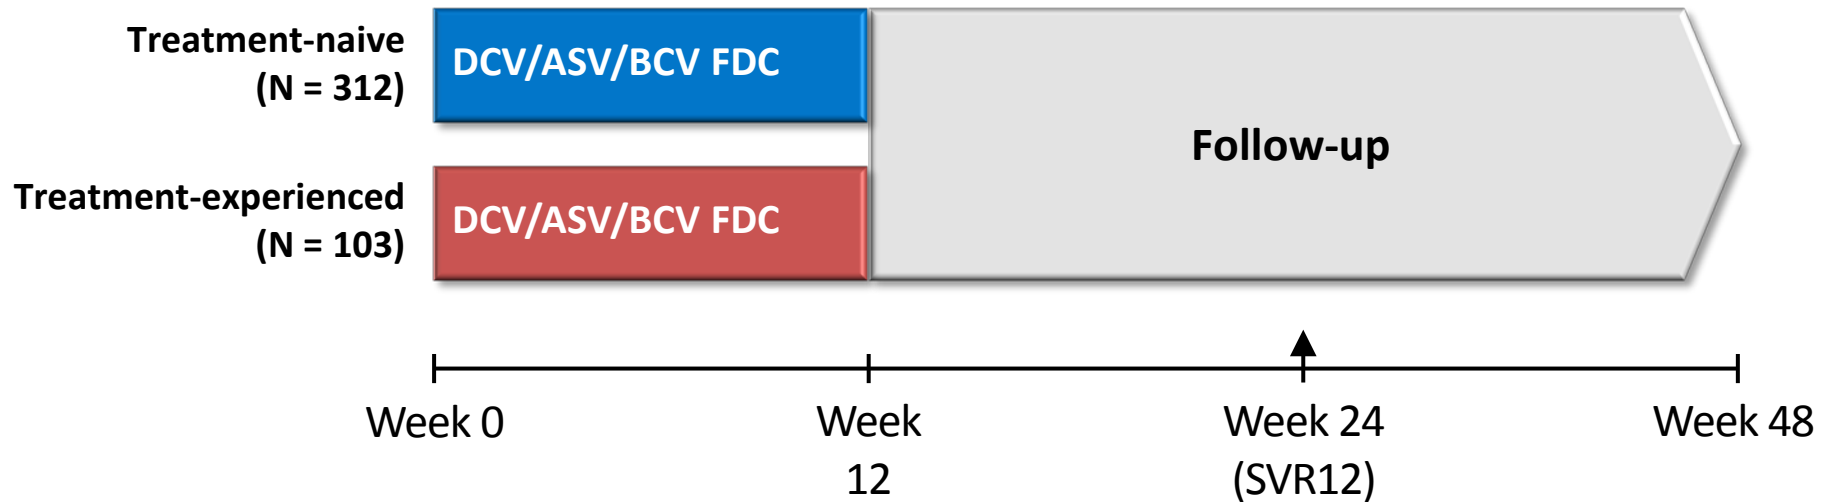 Treatment-naive
(N = 312)
DCV/ASV/BCV FDC
Treatment-experienced
(N = 103)
DCV/ASV/BCV FDC
Follow-up
Week 0
Week
12
Week 24
(SVR12)
Week 48